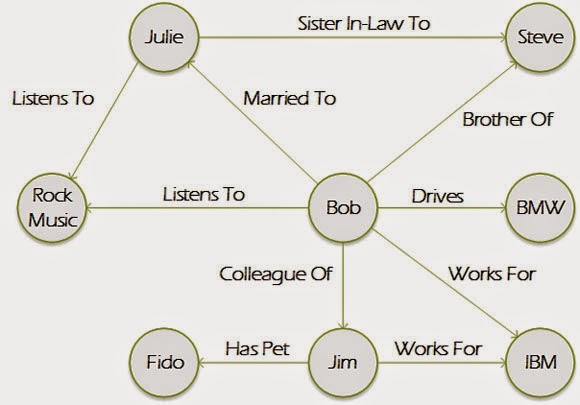 Julie
Sister In-Law To
Steve
Listens To
Married To
Brother Of
Rock
Music
Listens To
Bob
Drives
BMW
Colleague Of
Works For
Fido
Has Pet
Jim
Works For
IBM